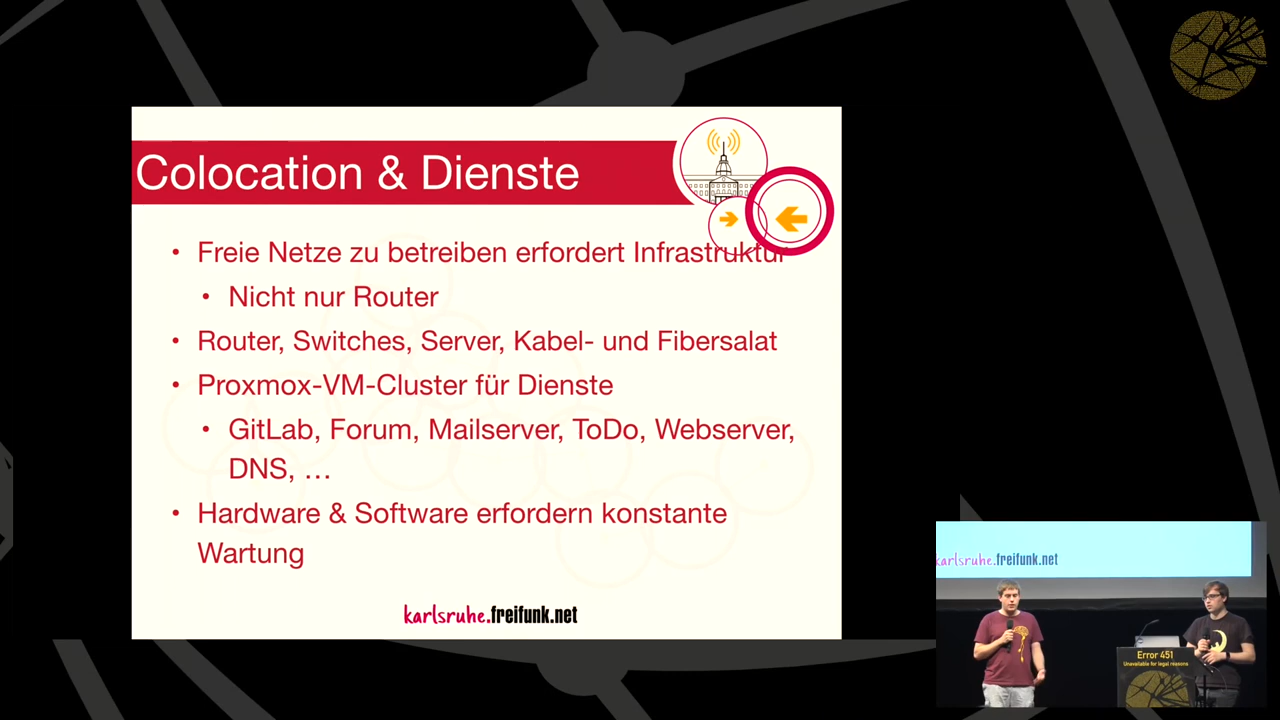 Colocation & Dienste
• Freie Netze zu betreiben erfordert Infrastruktur
• Nicht nur Router
• Router, Switches, Server, Kabel- und Fibersalat
• Proxmox-VM-Cluster für Dienste
• GitLab, Forum, Mailserver, ToDo, Webserver,
DNS, …
• Hardware & Software erfordern konstante
Wartung
karlsruhe.freifunk.net
karlsruhe.freifunk.net
Error 451
Unavailable for legal reasons